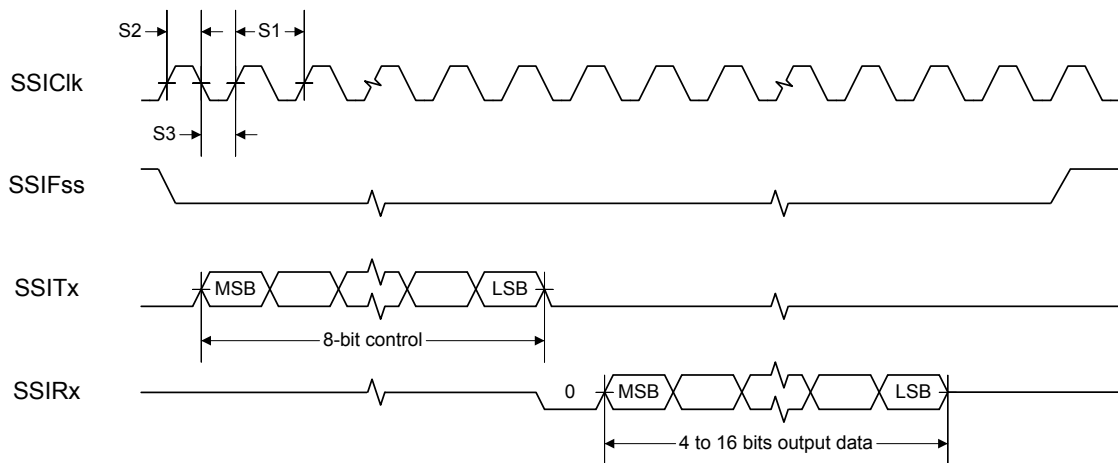 S2
S1
SSIClk
S3
SSIFss
SSITx
MSB
LSB
8-bit control
SSIRx
0
MSB
LSB
4 to 16 bits output data